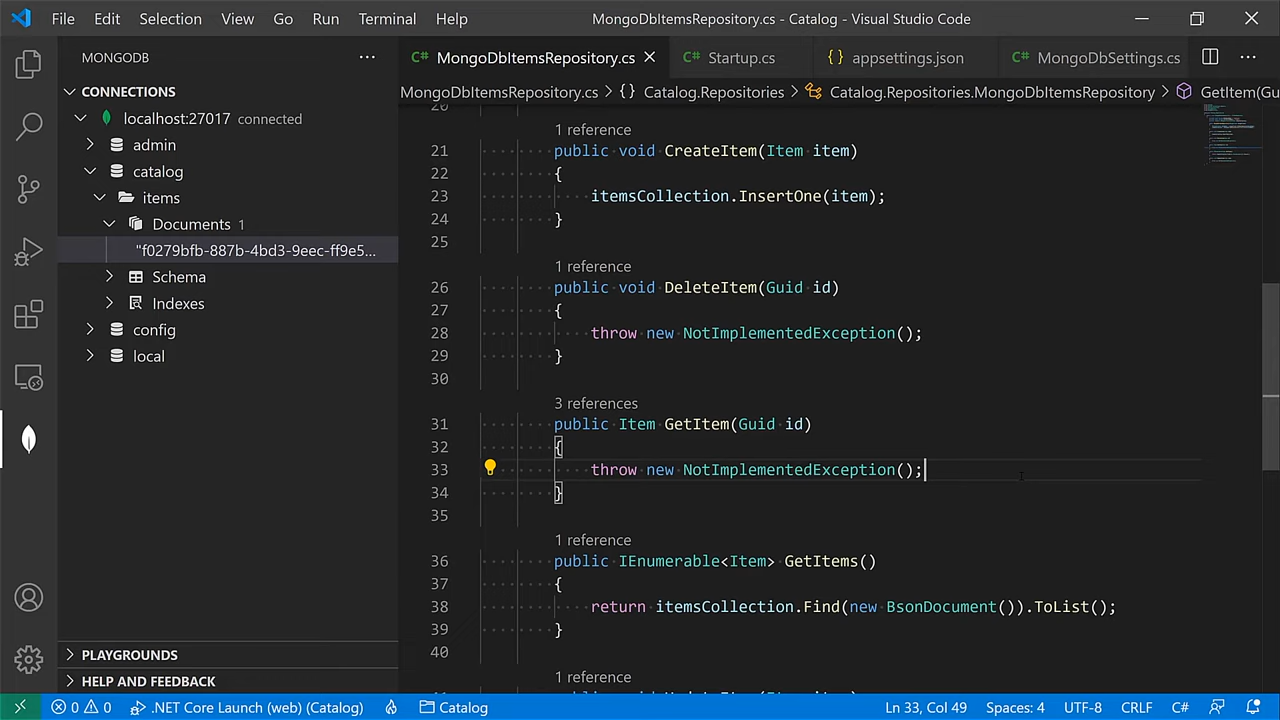 File Edit Selection View Go Run Terminal Help MongoDbItemsRepository.cs - Catalog - Visual Studio Code
MONGODB
CONNECTIONS
localhost:27017 connected
admin
catalog
items
Documents 1
"f0279bfb-887b-4bd3-9eec-ff9e5...
Schema
Indexes
config
local
PLAYGROUNDS
HELP AND FEEDBACK
C# MongoDbItemsRepository.cs C# Startup.cs {} appsettings.json C# MongoDbSettings.cs
MongoDbItemsRepository.cs > {} Catalog.Repositories > Catalog.Repositories.MongoDbItemsRepository > GetItem(Gu
20
1 reference
21 public void CreateItem(Item item)
22 {
23 itemsCollection.InsertOne(item);
24 }
25
1 reference
26 public void DeleteItem(Guid id)
27 {
28 throw new NotImplementedException();
29 }
30
3 references
31 public Item GetItem(Guid id)
32 {
33 throw new NotImplementedException();
34 }
35
1 reference
36 public IEnumerable<Item> GetItems()
37 {
38 return itemsCollection.Find(new BsonDocument()).ToList();
39 }
40
1 reference
0 0 .NET Core Launch (web) (Catalog) Catalog Ln 33, Col 49 Spaces: 4 UTF-8 CRLF C#